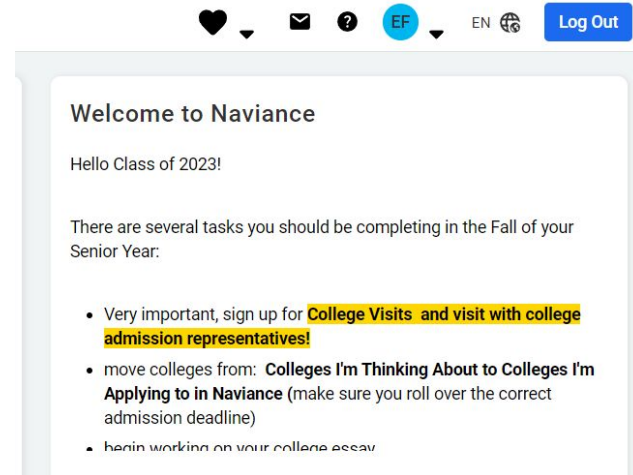 EF EN Log Out
Welcome to Naviance
Hello Class of 2023!
There are several tasks you should be completing in the Fall of your
Senior Year:
• Very important, sign up for College Visits and visit with college
admission representatives!
• move colleges from: Colleges I'm Thinking About to Colleges I'm
Applying to in Naviance (make sure you roll over the correct
admission deadline)
• begin working on your college essay